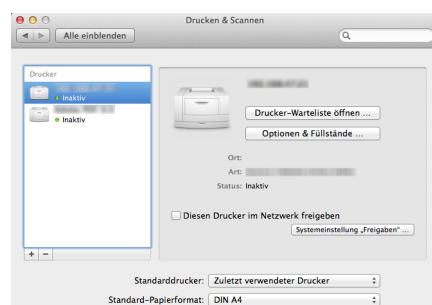 Drucken & Scannen
Alle einblenden
Drucker
Inaktiv
Inaktiv
Drucker-Warteliste öffnen ...
Optionen & Füllstände ...
Ort:
Art:
Status: Inaktiv
Diesen Drucker im Netzwerk freigeben
Systemeinstellung „Freigaben“ ...
+ −
Standarddrucker: Zuletzt verwendeter Drucker
Standard-Papierformat: DIN A4